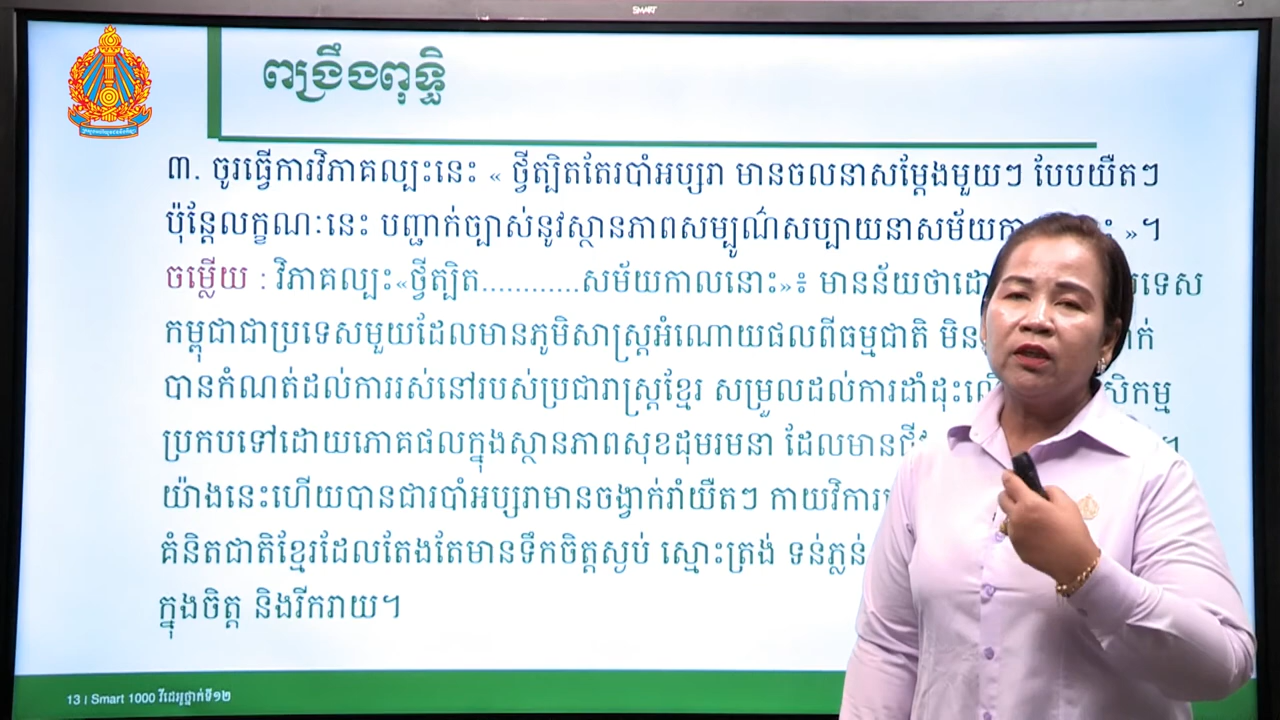 SMART
ពង្រឹងពុទ្ធិ
៣. ចូរធ្វើការវិភាគល្បះនេះ « ថ្វីត្បិតតែរបាំអប្សរា មានចលនាសម្តែងមួយៗ បែបយឺតៗ
ប៉ុន្តែលក្ខណៈនេះ បញ្ជាក់ច្បាស់នូវស្ថានភាពសម្បូណ៌សប្បាយនាសម័យកា »។
ចម្លើយ : វិភាគល្បះ«ថ្វីត្បិត............សម័យកាលនោះ»៖ មានន័យថាដោ ទេស
កម្ពុជាជាប្រទេសមួយដែលមានភូមិសាស្ត្រអំណោយផលពីធម្មជាតិ មិន
បានកំណត់ដល់ការរស់នៅរបស់ប្រជារាស្ត្រខ្មែរ សម្រួលដល់ការដាំដុះ សិកម្ម
ប្រកបទៅដោយភោគផលក្នុងស្ថានភាពសុខដុមរមនា ដែលមាន
យ៉ាងនេះហើយបានជារបាំអប្សរាមានចង្វាក់រាំយឺតៗ កាយវិការ
គំនិតជាតិខ្មែរដែលតែងតែមានទឹកចិត្តស្ងប់ ស្មោះត្រង់ ទន់ភ្លន់
ក្នុងចិត្ត និងរីករាយ។
13 | Smart 1000 វីដេអូថ្នាក់ទី១២